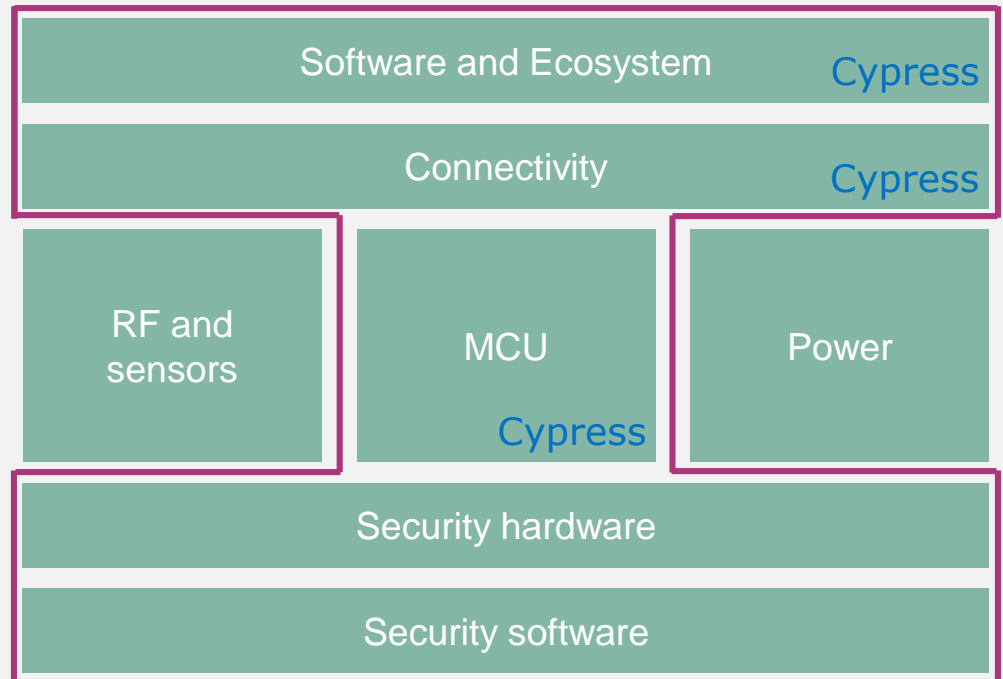 Software and Ecosystem
Cypress
Connectivity
Cypress
RF and
sensors
MCU
Cypress
Power
Security hardware
Security software